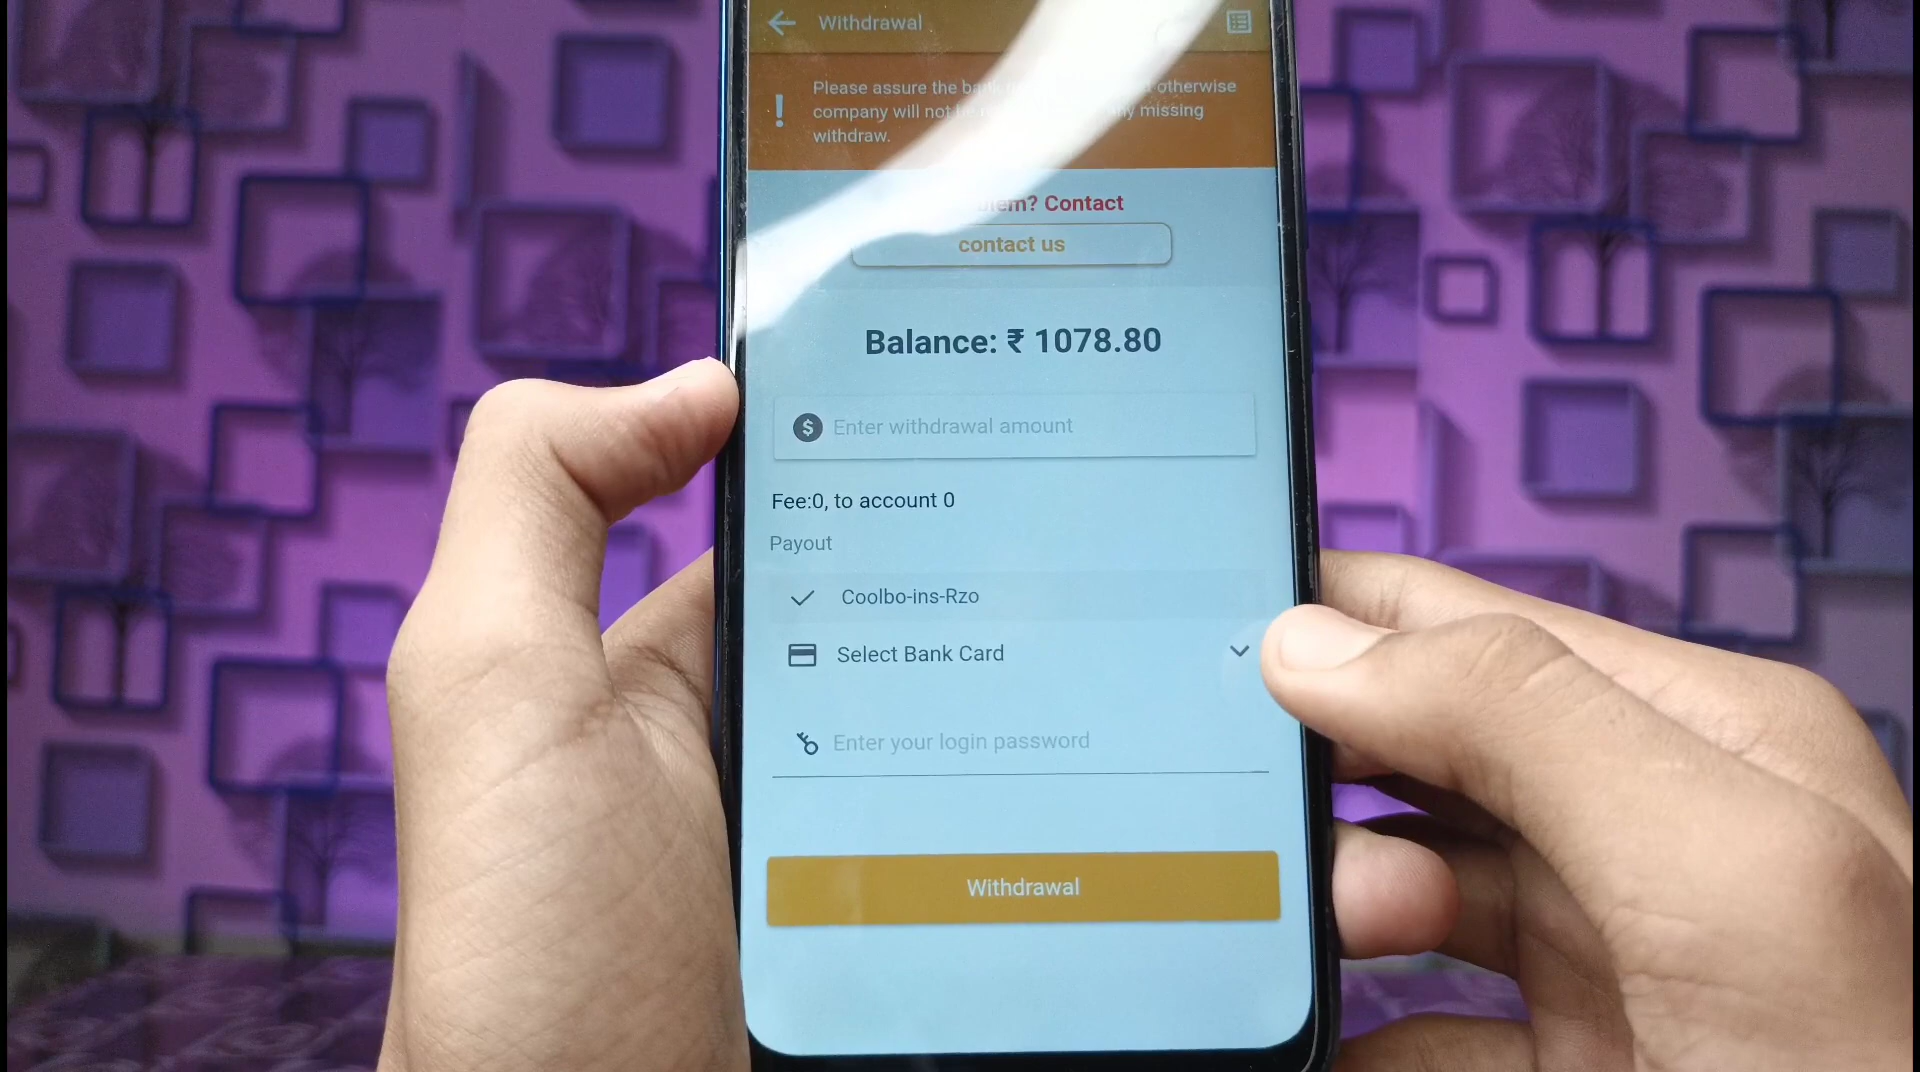 Withdrawal
Please assure the otherwise
company will not any missing
withdraw.
Contact
contact us
Balance: ₹ 1078.80
$ Enter withdrawal amount
Fee:0, to account 0
Payout
Coolbo-ins-Rzo
Select Bank Card
Enter your login password
Withdrawal